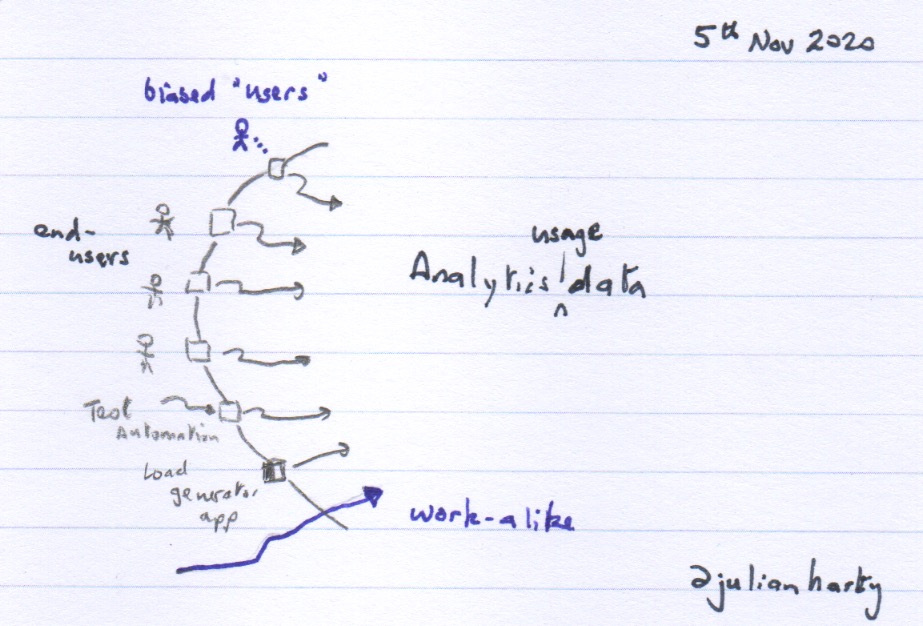 5th Nov 2020
biased "users"
end-
users
usage
Analytics data
Test
Automation
Load
generator
app
work-alike
@julianharty